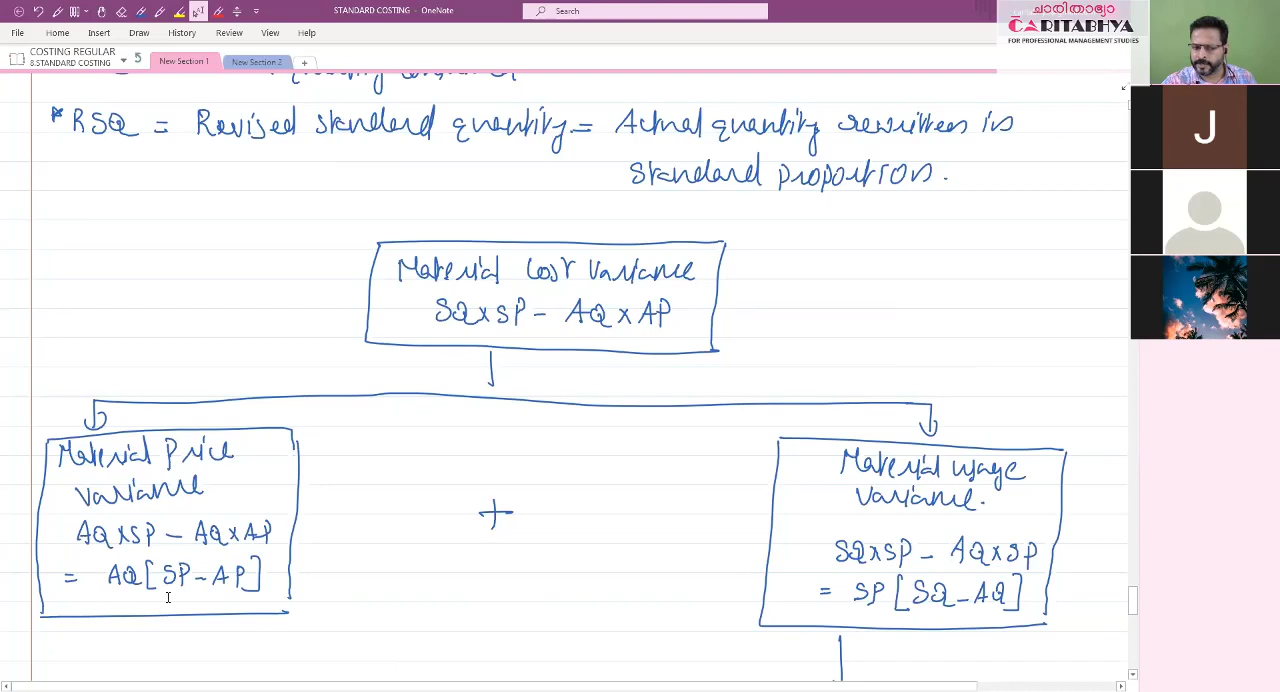 STANDARD COSTING - OneNote
Search
ചാരിതാഭ്യാ
CARITABHYA
FOR PROFESSIONAL MANAGEMENT STUDIES
File Home Insert Draw History Review View Help
COSTING REGULAR
8.STANDARD COSTING
5
New Section 1
New Section 2
+
*RSQ = Revised standard quantity = Actual quantity rewritten in
standard proportion.
J
Material Cost Variance
SQ×SP - AQ×AP
Material Price
variance
AQ×SP - AQ×AP
= AQ[SP-AP]
+
Material usage
variance.
SQ×SP - AQ×SP
= SP[SQ-AQ]